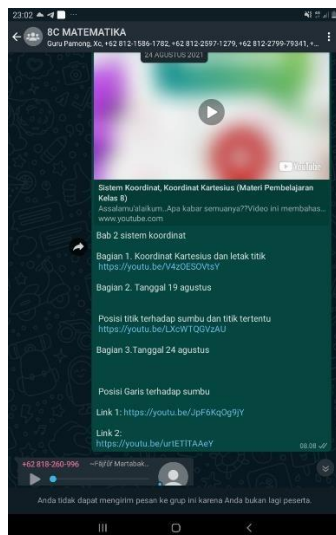 23:02
8C MATEMATIKA
Guru Pamong, Xc, +62 812-1586-1782, +62 812-2597-1279, +62 812-2799-79341, +...
24 AGUSTUS 2021
YouTube
Sistem Koordinat, Koordinat Kartesius (Materi Pembelajaran
Kelas 8)
Assalamu'alaikum..Apa kabar semuanya??Video ini membahas...
www.youtube.com
Bab 2 sistem koordinat
Bagian 1. Koordinat Kartesius dan letak titik
https://youtu.be/V4zOESOVtsY
Bagian 2. Tanggal 19 agustus
Posisi titik terhadap sumbu dan titik tertentu
https://youtu.be/LXcWTQGVzAU
Bagian 3.Tanggal 24 agustus
Posisi Garis terhadap sumbu
Link 1: https://youtu.be/JpF6KqOg9jY
Link 2:
https://youtu.be/urtETlTAAeY
08.08
+62 818-260-996 ~Fajrür Martabak...
Anda tidak dapat mengirim pesan ke grup ini karena Anda bukan lagi peserta.